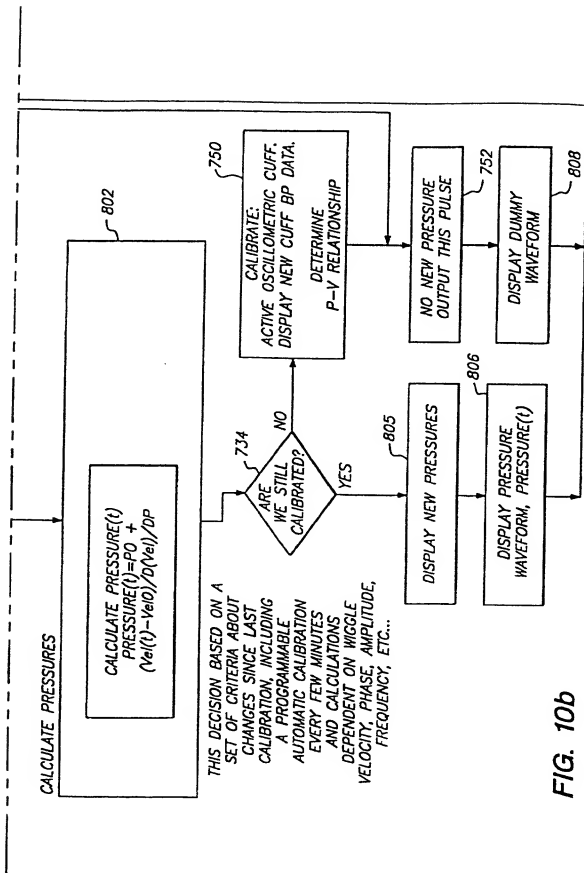 CALCULATE PRESSURES
802
CALCULATE PRESSURE(t)
PRESSURE(t)=PO +
(Vel(t)-VelO)/D(Vel)/DP
THIS DECISION BASED ON A
SET OF CRITERIA ABOUT
CHANGES SINCE LAST
CALIBRATION, INCLUDING
A PROGRAMMABLE
AUTOMATIC CALIBRATION
EVERY FEW MINUTES
AND CALCULATIONS
DEPENDENT ON WIGGLE
VELOCITY, PHASE, AMPLITUDE,
FREQUENCY, ETC...
734
ARE
WE STILL
CALIBRATED?
NO
YES
750
CALIBRATE:
ACTIVE OSCILLOMETRIC CUFF.
DISPLAY NEW CUFF BP DATA.
DETERMINE
P-V RELATIONSHIP
805
DISPLAY NEW PRESSURES
806
DISPLAY PRESSURE
WAVEFORM, PRESSURE(t)
NO NEW PRESSURE
OUTPUT THIS PULSE
752
DISPLAY DUMMY
WAVEFORM
808
FIG. 10b